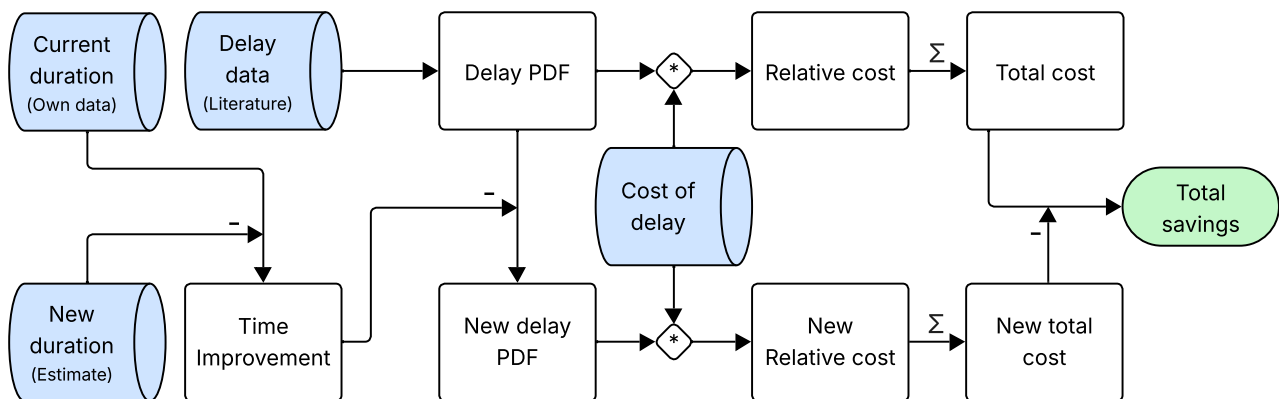 Current
duration
(Own data)
Delay
data
(Literature)
Delay PDF
*
Relative cost
Σ
Total cost
–
Cost of
delay
–
Total
savings
–
New
duration
(Estimate)
Time
Improvement
New delay
PDF
*
New
Relative cost
Σ
New total
cost